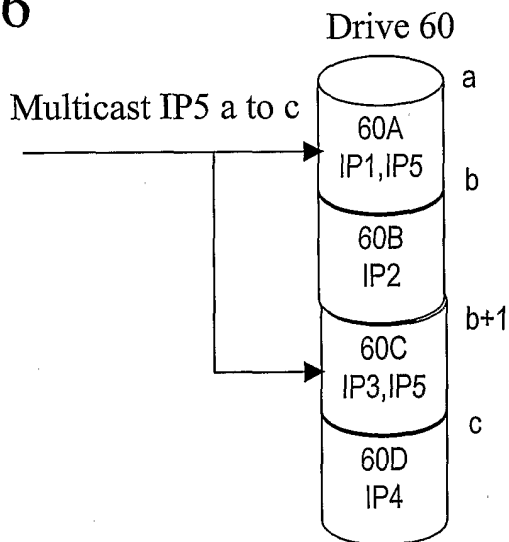 6
Drive 60
a
Multicast IP5 a to c
60A
IP1,IP5
b
60B
IP2
b+1
60C
IP3,IP5
c
60D
IP4